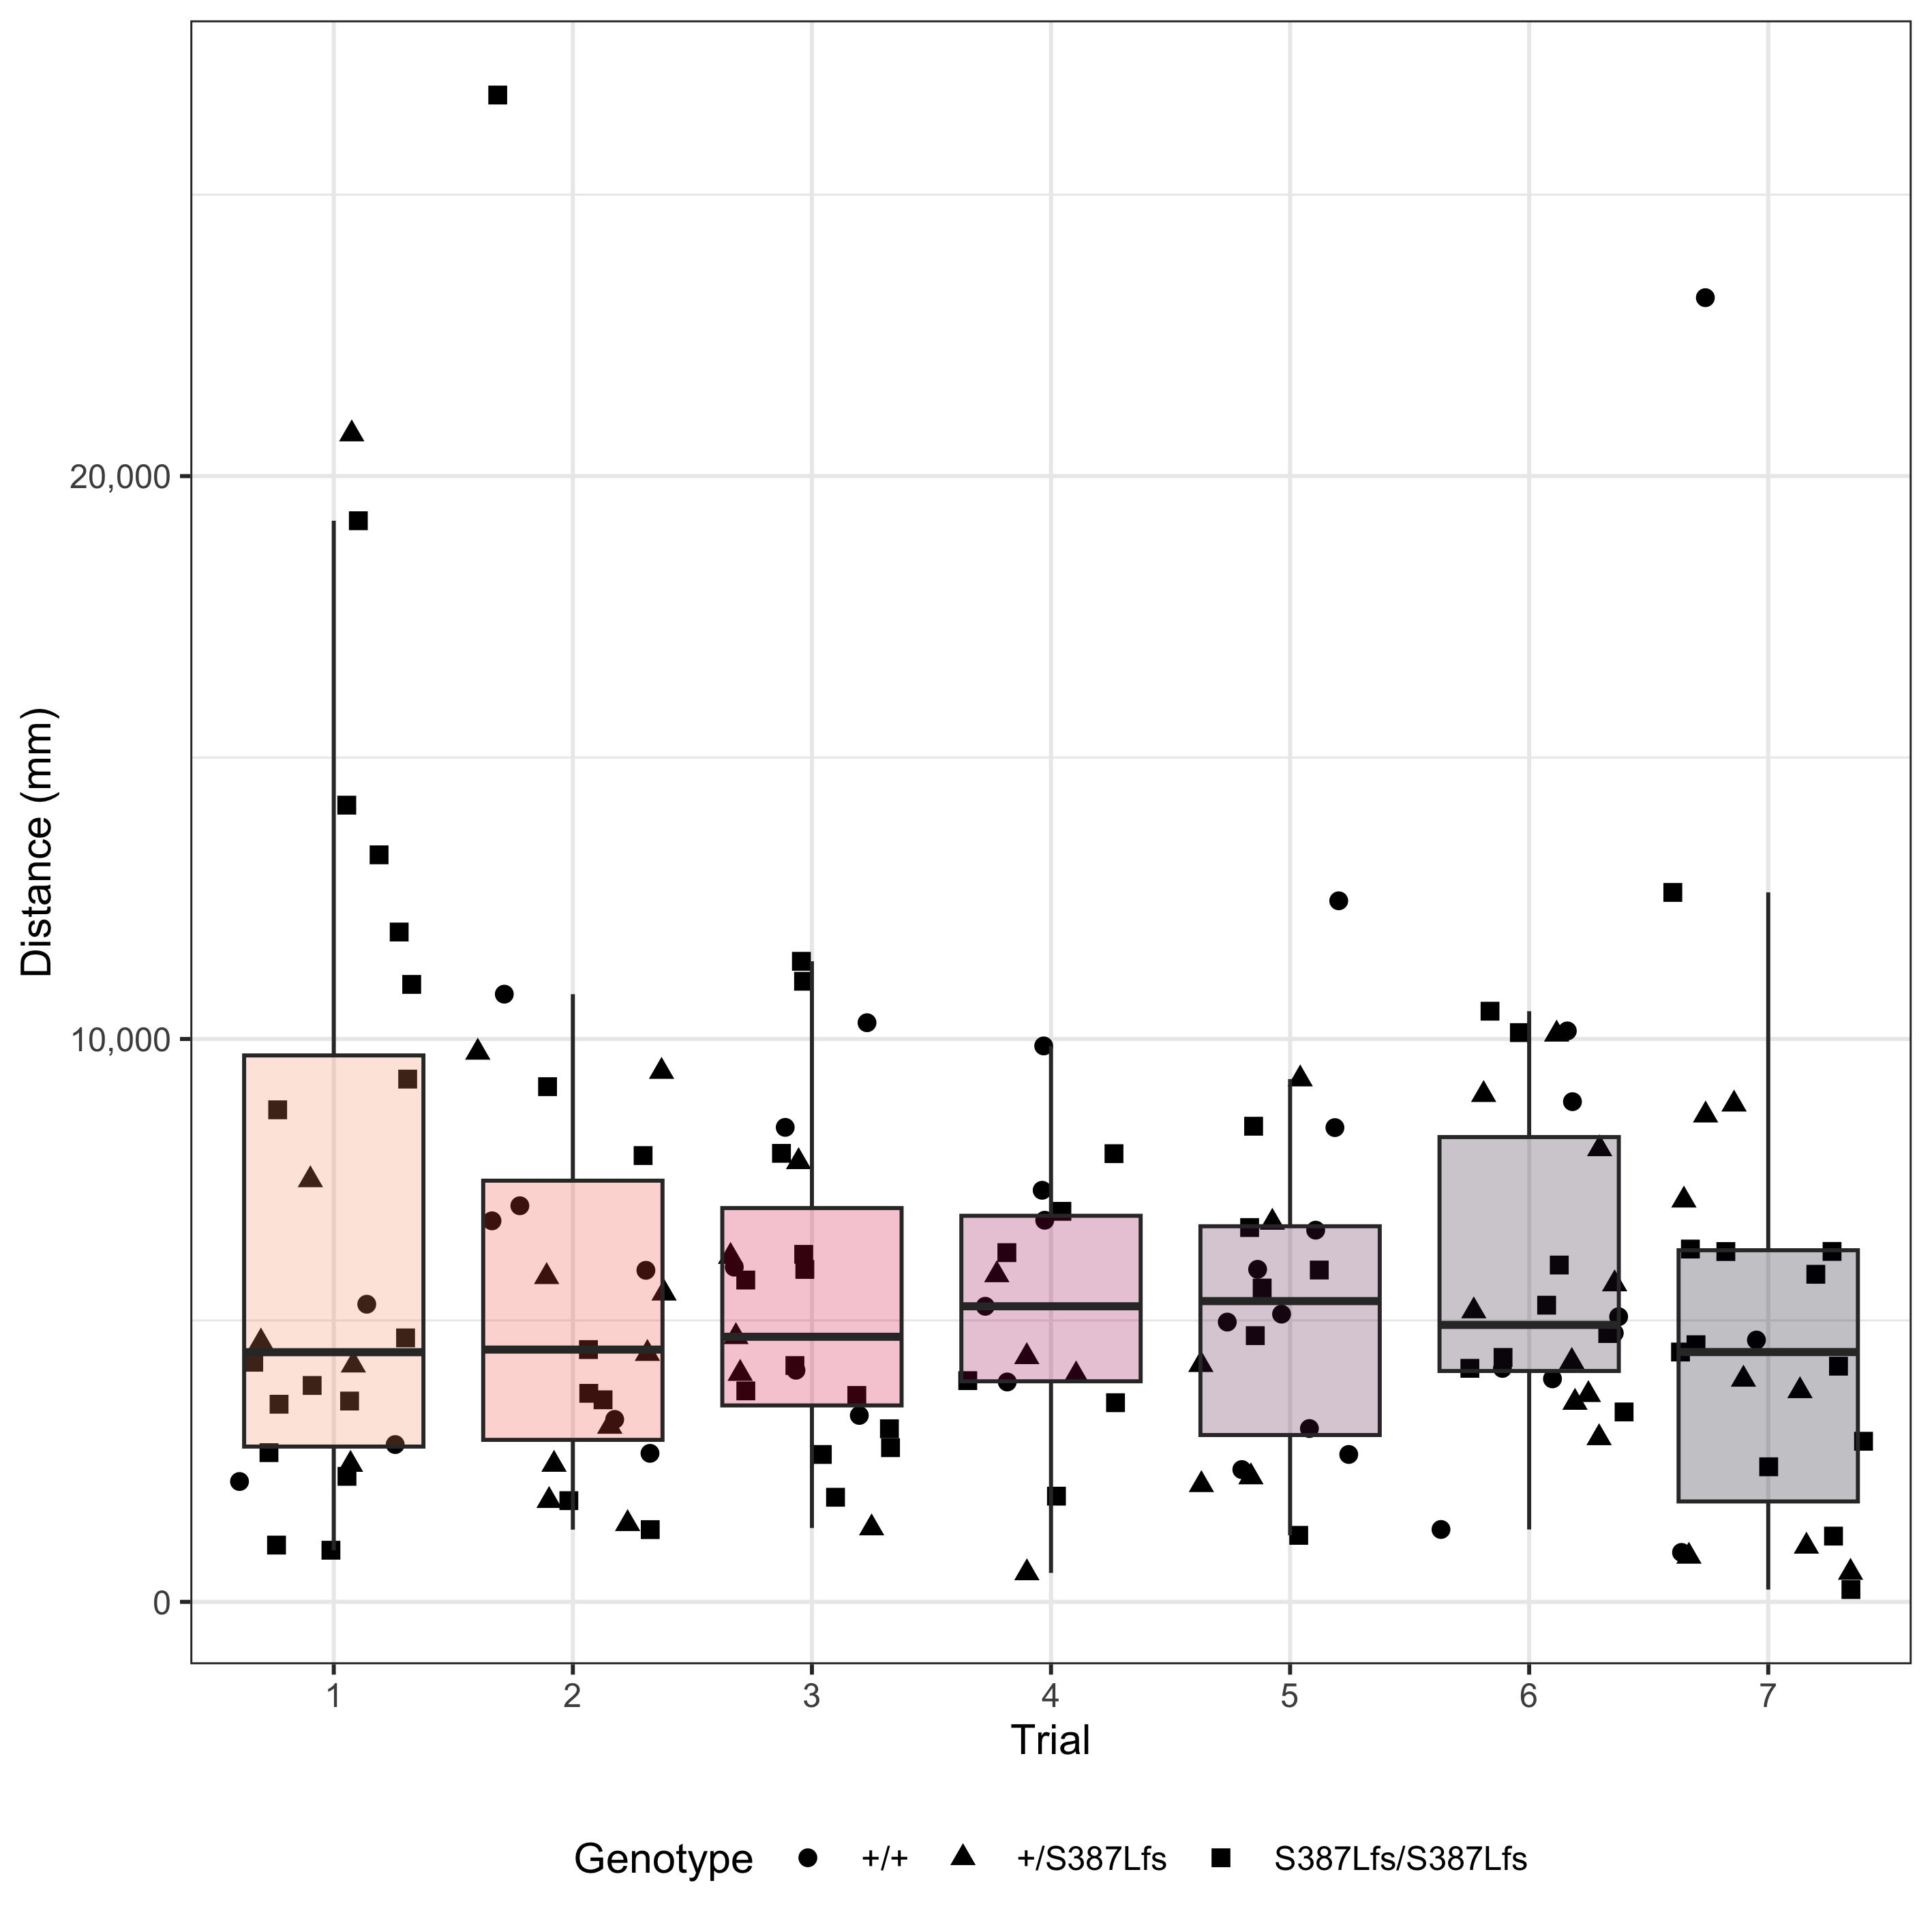 Distance (mm)
20,000
10,000
0
1 2 3 4 5 6 7
Trial
Genotype +/+ +/S387Lfs S387Lfs/S387Lfs